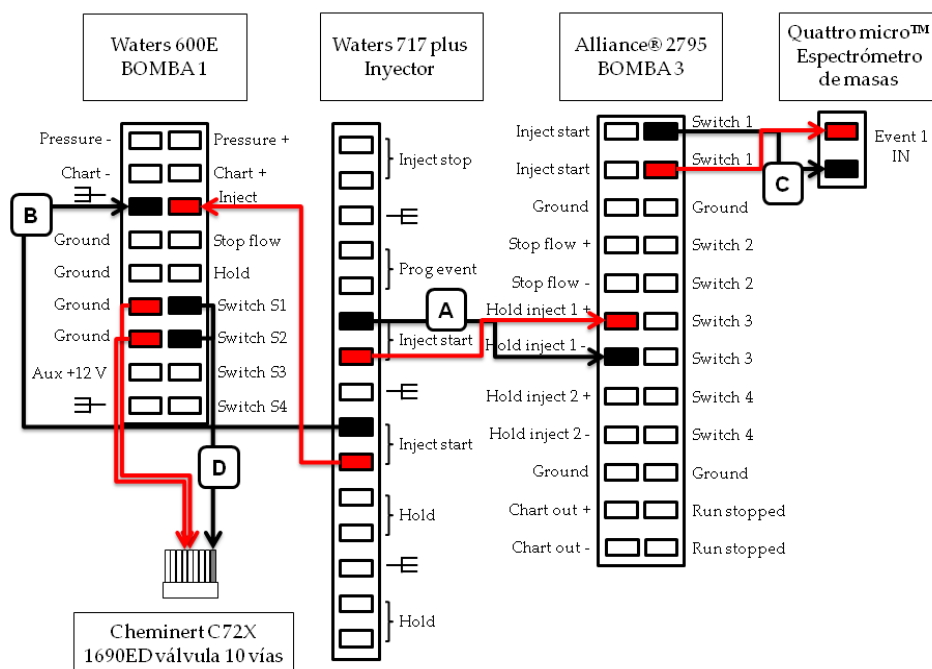 Waters 600E
BOMBA 1
Waters 717 plus
Inyector
Alliance® 2795
BOMBA 3
Quattro micro™
Espectrómetro
de masas
Pressure -
Pressure +
Chart -
Chart +
Inject
Ground
Stop flow
Ground
Hold
Ground
Switch S1
Ground
Switch S2
Aux +12 V
Switch S3
Switch S4
B
D
Inject stop
Prog event
Inject start
Inject start
Hold
Hold
A
Inject start
Switch 1
Inject start
Switch 1
Ground
Ground
Stop flow +
Switch 2
Stop flow -
Switch 2
Hold inject 1 +
Switch 3
Hold inject 1 -
Switch 3
Hold inject 2 +
Switch 4
Hold inject 2 -
Switch 4
Ground
Ground
Chart out +
Run stopped
Chart out -
Run stopped
C
Event 1
IN
Cheminert C72X
1690ED válvula 10 vías